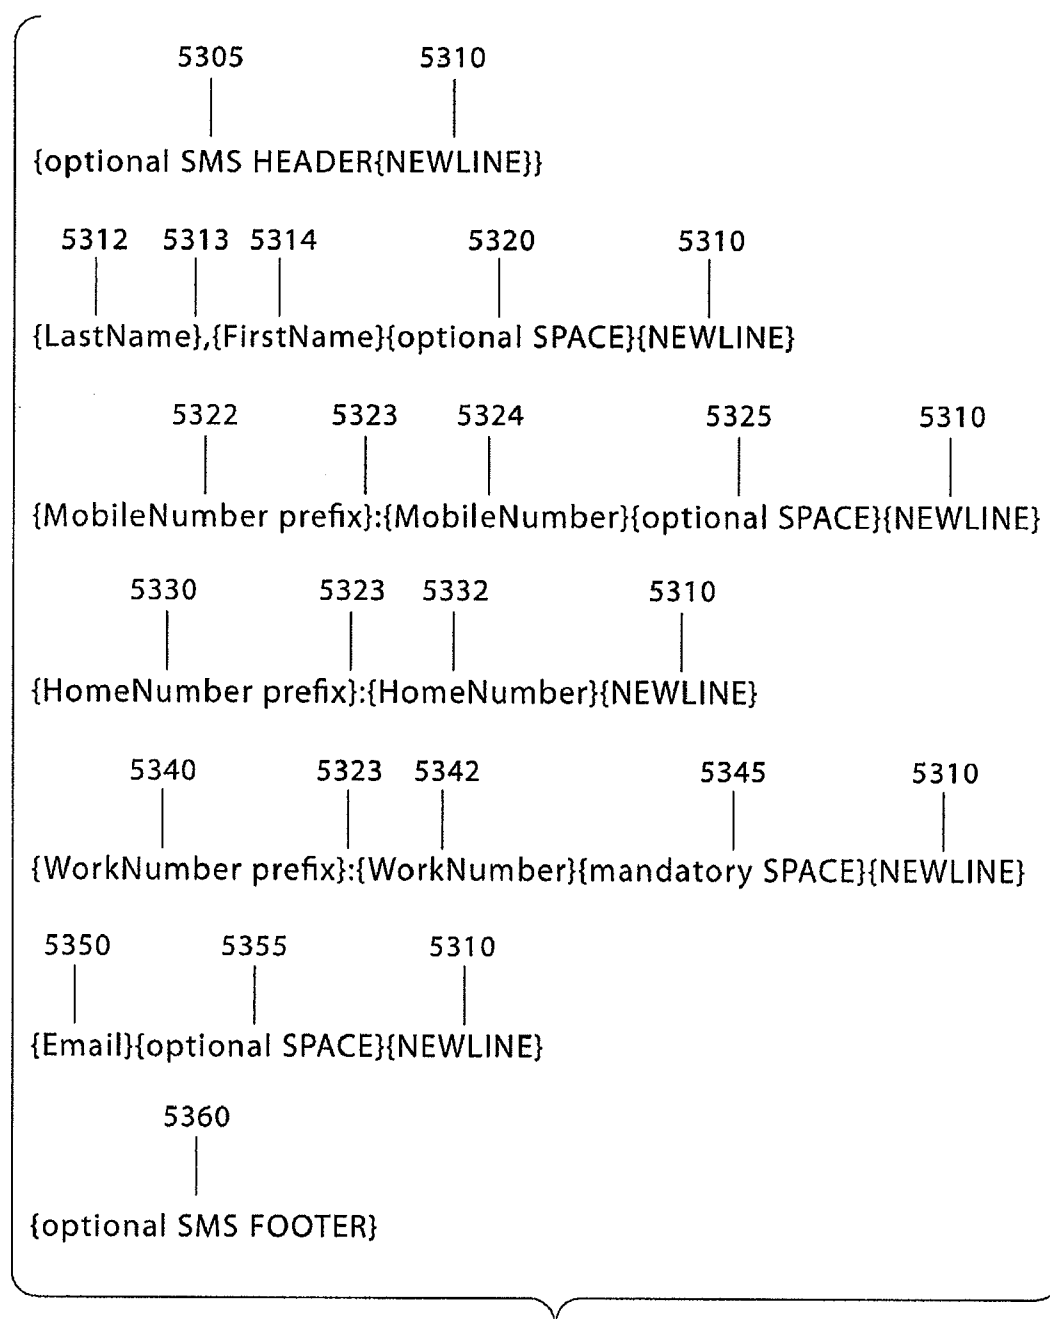 5305 5310
{optional SMS HEADER{NEWLINE}}
5312 5313 5314 5320 5310
{LastName},{FirstName}{optional SPACE}{NEWLINE}
5322 5323 5324 5325 5310
{MobileNumber prefix}:{MobileNumber}{optional SPACE}{NEWLINE}
5330 5323 5332 5310
{HomeNumber prefix}:{HomeNumber}{NEWLINE}
5340 5323 5342 5345 5310
{WorkNumber prefix}:{WorkNumber}{mandatory SPACE}{NEWLINE}
5350 5355 5310
{Email}{optional SPACE}{NEWLINE}
5360
{optional SMS FOOTER}